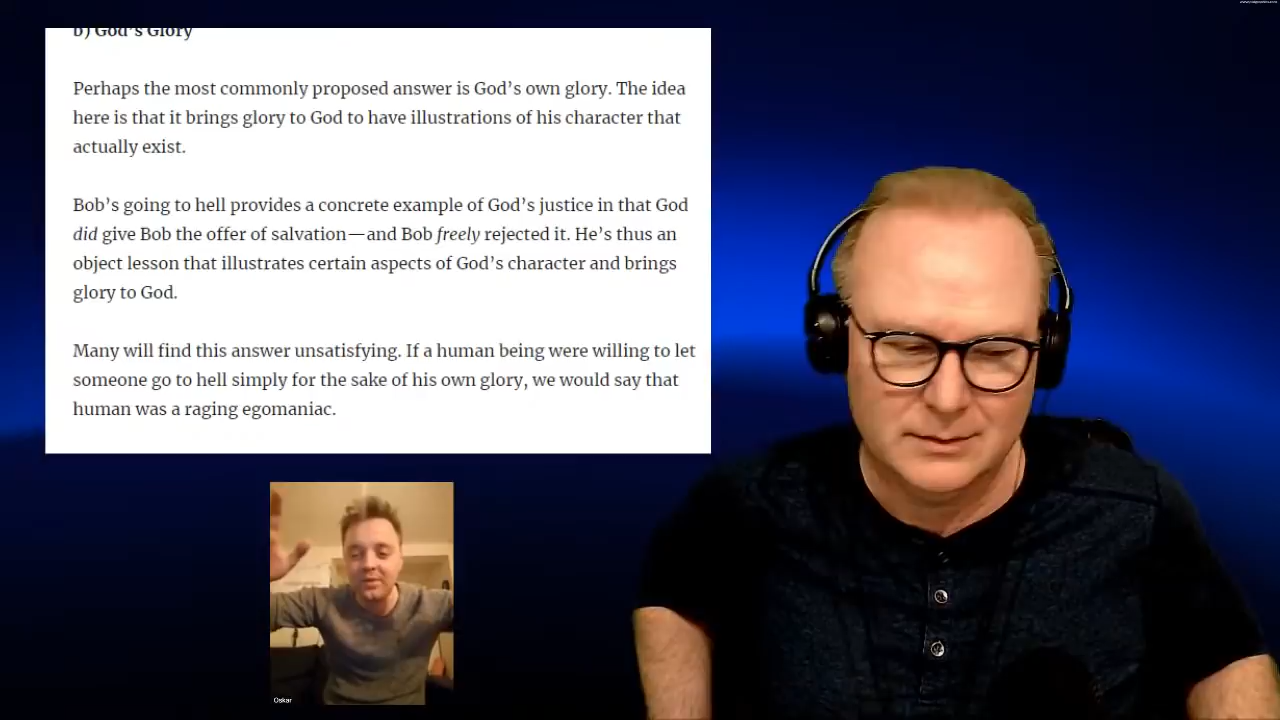 b) God's Glory
Perhaps the most commonly proposed answer is God’s own glory. The idea
here is that it brings glory to God to have illustrations of his character that
actually exist.
Bob’s going to hell provides a concrete example of God’s justice in that God
did give Bob the offer of salvation—and Bob freely rejected it. He’s thus an
object lesson that illustrates certain aspects of God’s character and brings
glory to God.
Many will find this answer unsatisfying. If a human being were willing to let
someone go to hell simply for the sake of his own glory, we would say that
human was a raging egomaniac.
Oskar